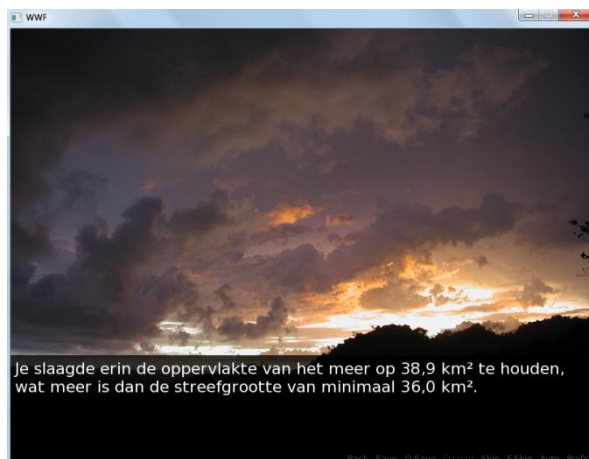 WWF
Je slaagde erin de oppervlakte van het meer op 38,9 km² te houden,
wat meer is dan de streefgrootte van minimaal 36,0 km².
Back Save Q.Save Q.Load Skip F.Skip Auto Prefs